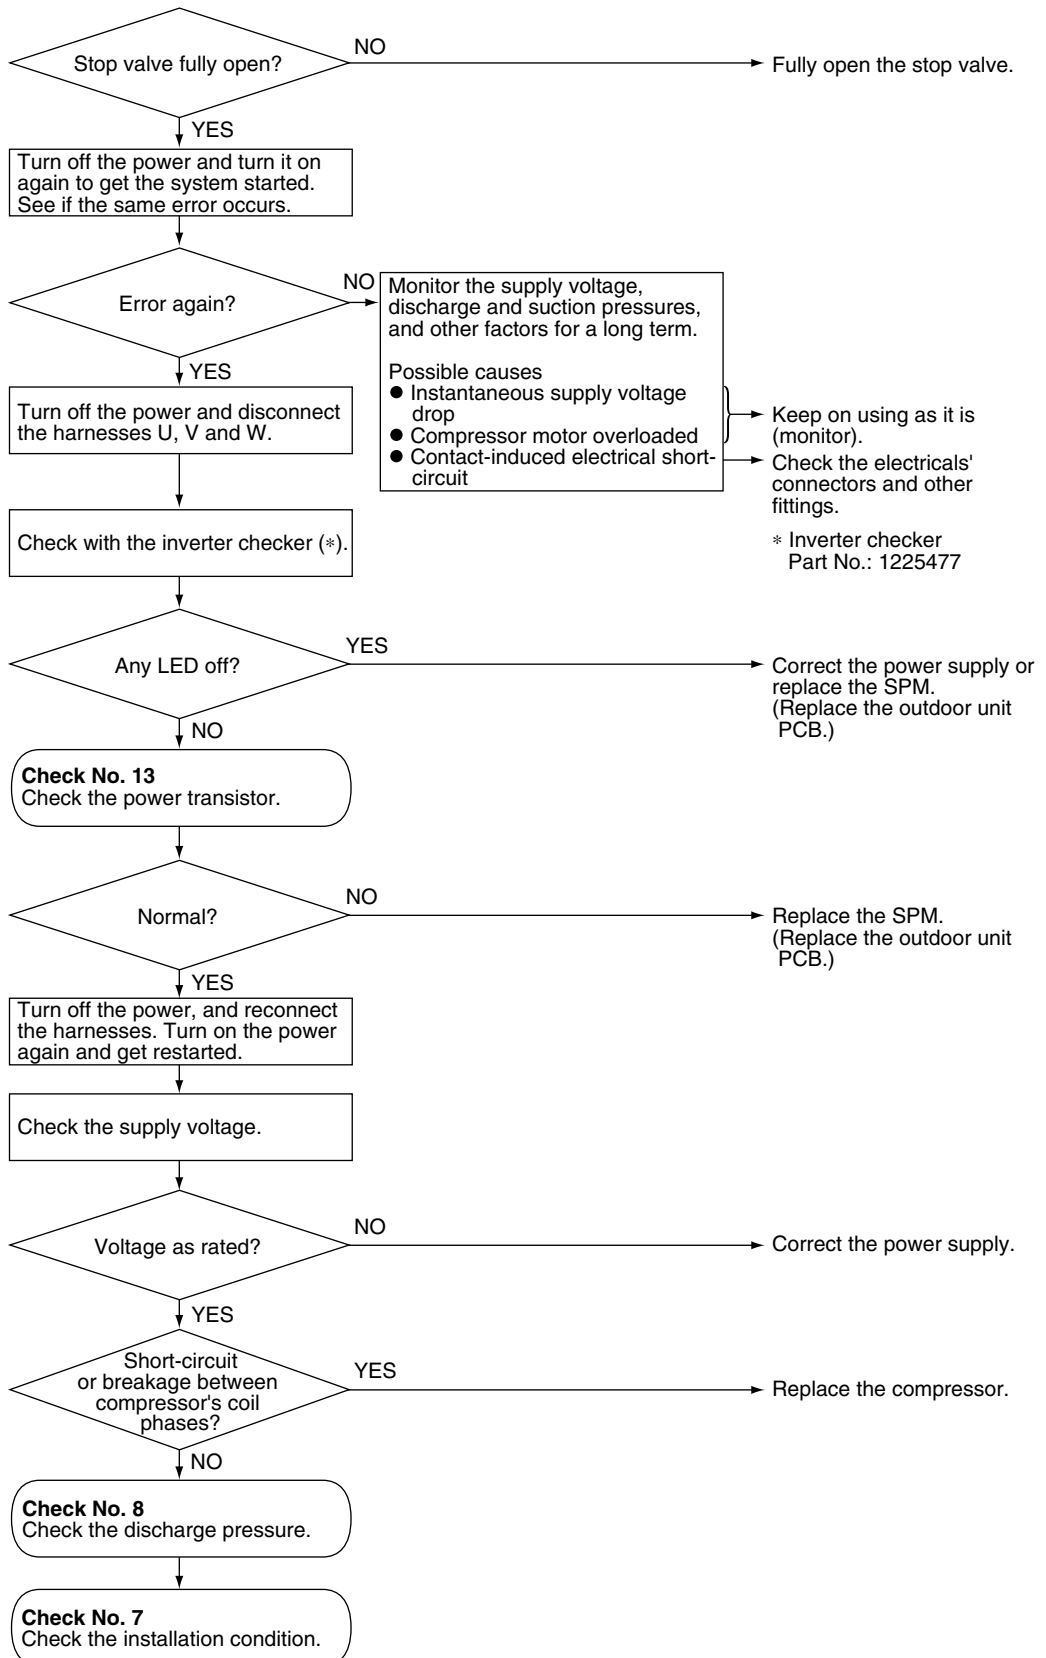 NO
Stop valve fully open?
Fully open the stop valve.
YES
Turn off the power and turn it on
again to get the system started.
See if the same error occurs.
Error again?
NO
Monitor the supply voltage,
discharge and suction pressures,
and other factors for a long term.
Possible causes
● Instantaneous supply voltage
drop
● Compressor motor overloaded
● Contact-induced electrical short-
circuit
Keep on using as it is
(monitor).
Check the electricals'
connectors and other
fittings.
* Inverter checker
Part No.: 1225477
YES
Turn off the power and disconnect
the harnesses U, V and W.
Check with the inverter checker (*).
Any LED off?
YES
Correct the power supply or
replace the SPM.
(Replace the outdoor unit
PCB.)
NO
Check No. 13
Check the power transistor.
Normal?
NO
Replace the SPM.
(Replace the outdoor unit
PCB.)
YES
Turn off the power, and reconnect
the harnesses. Turn on the power
again and get restarted.
Check the supply voltage.
Voltage as rated?
NO
Correct the power supply.
YES
Short-circuit
or breakage between
compressor's coil
phases?
YES
Replace the compressor.
NO
Check No. 8
Check the discharge pressure.
Check No. 7
Check the installation condition.